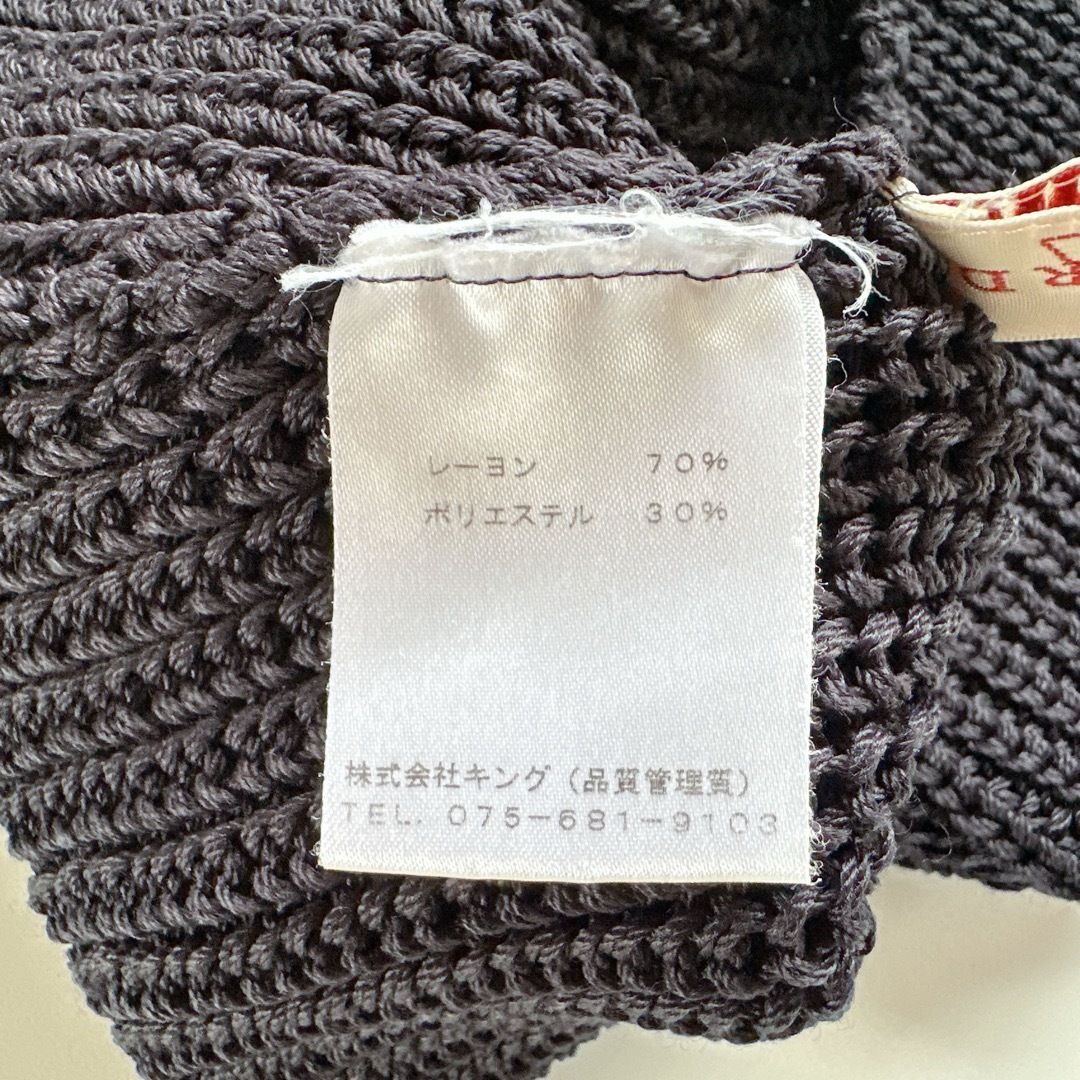 レーヨン 70%
ポリエステル 30%
株式会社キング(品質管理質)
TEL. 075-681-9103